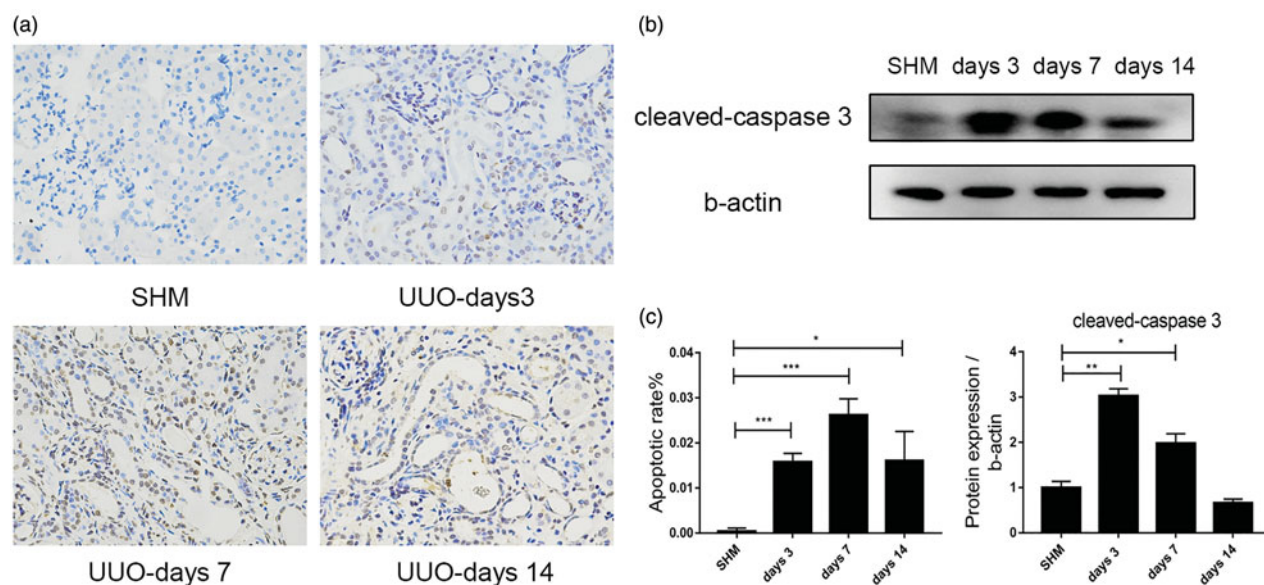 (a)
SHM
UUO-days3
UUO-days 7
UUO-days 14
(b)
SHM days 3 days 7 days 14
cleaved-caspase 3
b-actin
(c)
Apoptotic rate%
0.04
0.03
0.02
0.01
0.00
*
***
***
SHM
days 3
days 7
days 14
cleaved-caspase 3
Protein expression /
b-actin
4
3
2
1
0
*
**
SHM
days 3
days 7
days 14